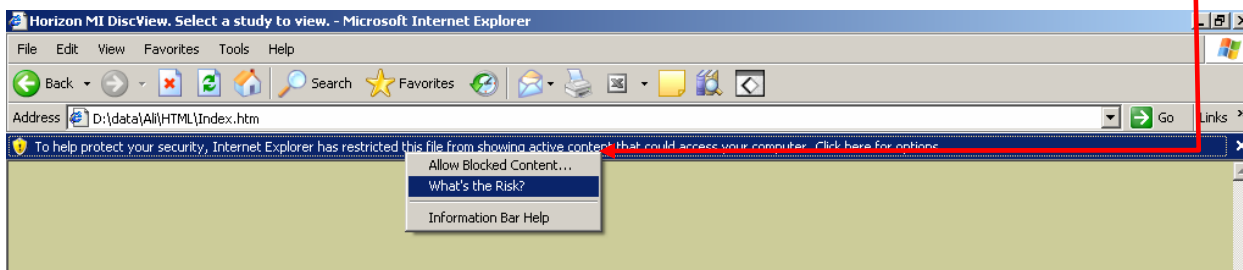 Horizon MI DiscView. Select a study to view. - Microsoft Internet Explorer
File Edit View Favorites Tools Help
Back Search Favorites
Address D:\data\Ali\HTML\Index.htm Go Links »
To help protect your security, Internet Explorer has restricted this file from showing active content that could access your computer. Click here for options...
Allow Blocked Content...
What's the Risk?
Information Bar Help